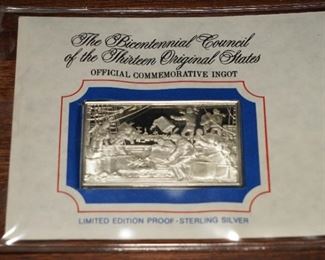 The Bicentennial Council
of the Thirteen Original States
OFFICIAL COMMEMORATIVE INGOT
LIMITED EDITION PROOF - STERLING SILVER